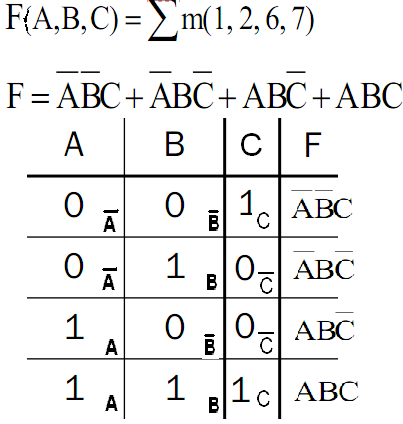 F(A,B,C) = ∑m(1, 2, 6, 7)
F = A̅B̅C + A̅BC̅ + ABC̅ + ABC
A B C F
0 A̅ 0 B̅ 1 C A̅B̅C
0 A̅ 1 B 0 C̅ A̅BC̅
1 A 0 B̅ 0 C̅ ABC̅
1 A 1 B 1 C ABC